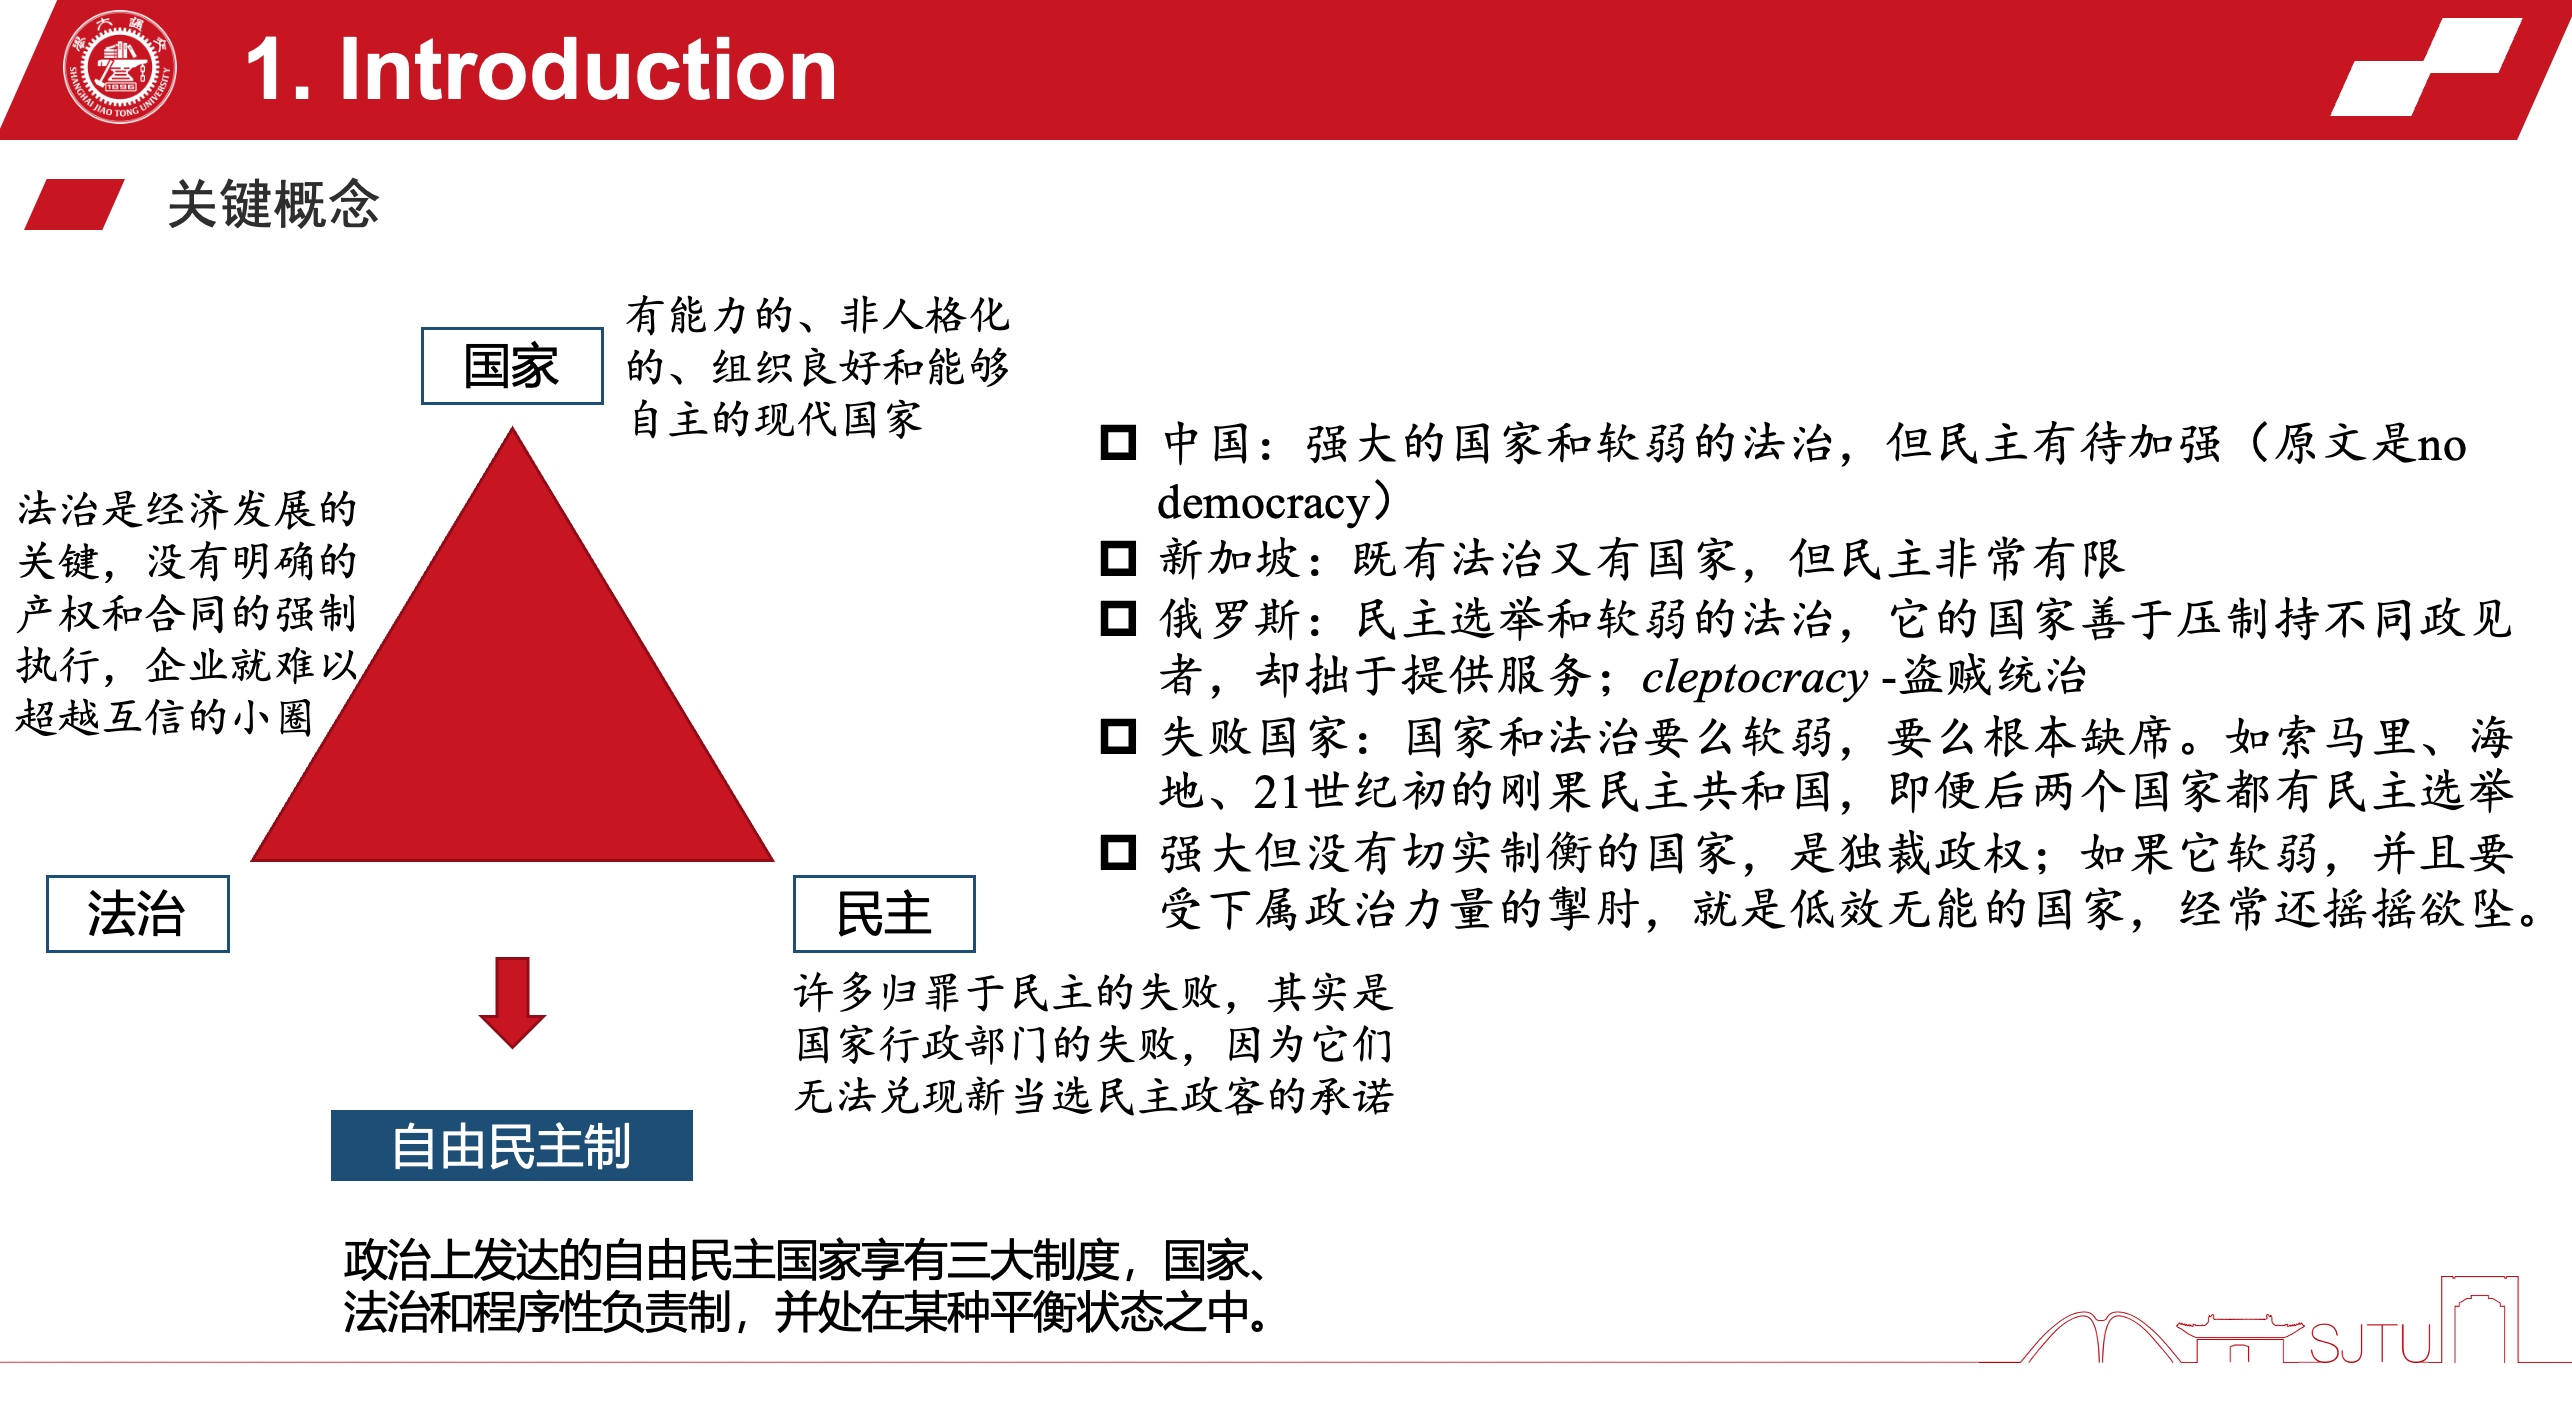 1. Introduction
SHANGHAI JIAO TONG UNIVERSITY
1896
关键概念
国家
有能力的、非人格化
的、组织良好和能够
自主的现代国家
法治是经济发展的
关键，没有明确的
产权和合同的强制
执行，企业就难以
超越互信的小圈
法治
民主
许多归罪于民主的失败，其实是
国家行政部门的失败，因为它们
无法兑现新当选民主政客的承诺
自由民主制
政治上发达的自由民主国家享有三大制度，国家、
法治和程序性负责制，并处在某种平衡状态之中。
中国：强大的国家和软弱的法治，但民主有待加强（原文是no
democracy）
新加坡：既有法治又有国家，但民主非常有限
俄罗斯：民主选举和软弱的法治，它的国家善于压制持不同政见
者，却拙于提供服务；cleptocracy -盗贼统治
失败国家：国家和法治要么软弱，要么根本缺席。如索马里、海
地、21世纪初的刚果民主共和国，即便后两个国家都有民主选举
强大但没有切实制衡的国家，是独裁政权；如果它软弱，并且要
受下属政治力量的掣肘，就是低效无能的国家，经常还摇摇欲坠。
SJTU